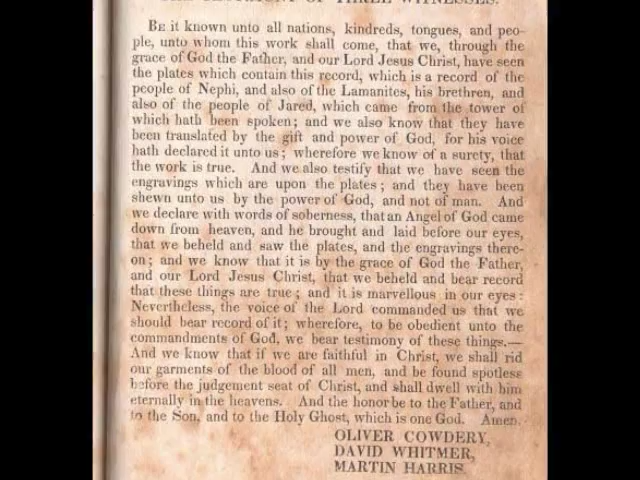 THE TESTIMONY OF THREE WITNESSES.
BE it known unto all nations, kindreds, tongues, and peo-
ple, unto whom this work shall come, that we, through the
grace of God the Father, and our Lord Jesus Christ, have seen
the plates which contain this record, which is a record of the
people of Nephi, and also of the Lamanites, his brethren, and
also of the people of Jared, which came from the tower of
which hath been spoken; and we also know that they have
been translated by the gift and power of God, for his voice
hath declared it unto us; wherefore we know of a surety, that
the work is true. And we also testify that we have seen the
engravings which are upon the plates; and they have been
shewn unto us by the power of God, and not of man. And
we declare with words of soberness, that an Angel of God came
down from heaven, and he brought and laid before our eyes,
that we beheld and saw the plates, and the engravings there-
on; and we know that it is by the grace of God the Father,
and our Lord Jesus Christ, that we beheld and bear record
that these things are true; and it is marvellous in our eyes:
Nevertheless, the voice of the Lord commanded us that we
should bear record of it; wherefore, to be obedient unto the
commandments of God, we bear testimony of these things.—
And we know that if we are faithful in Christ, we shall rid
our garments of the blood of all men, and be found spotless
before the judgement seat of Christ, and shall dwell with him
eternally in the heavens. And the honor be to the Father, and
to the Son, and to the Holy Ghost, which is one God. Amen.
OLIVER COWDERY,
DAVID WHITMER,
MARTIN HARRIS.